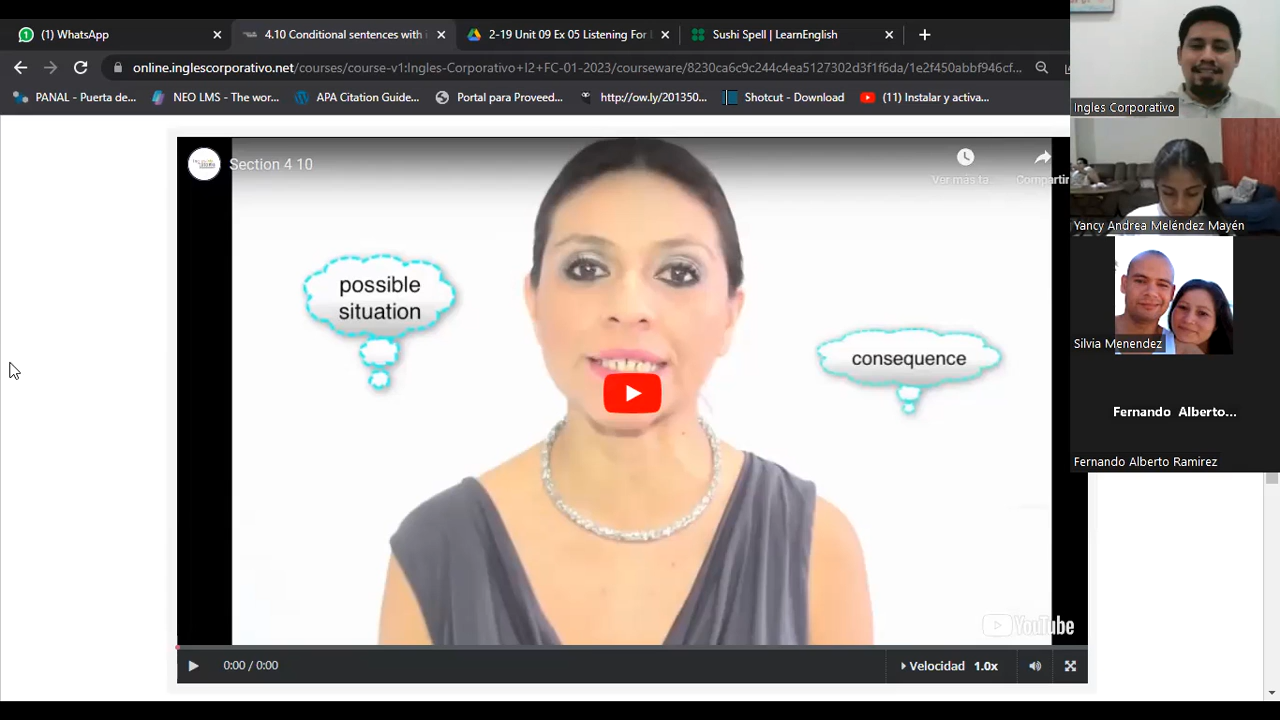 (1) WhatsApp
4.10 Conditional sentences with
2-19 Unit 09 Ex 05 Listening For
Sushi Spell | LearnEnglish
online.inglescorporativo.net/courses/course-v1:Ingles-Corporativo+I2+FC-01-2023/courseware/8230ca6c9c244c4ea5127302d3f1f6da/1e2f450abbf946cf...
PANAL - Puerta de...
NEO LMS - The wor...
APA Citation Guide...
Portal para Proveed...
http://ow.ly/201350...
Shotcut - Download
(11) Instalar y activa...
Section 4 10
Ver más ta...
Compartir
possible
situation
consequence
YouTube
0:00 / 0:00
Velocidad 1.0x
Ingles Corporativo
Yancy Andrea Meléndez Mayén
Silvia Menendez
Fernando Alberto...
Fernando Alberto Ramirez